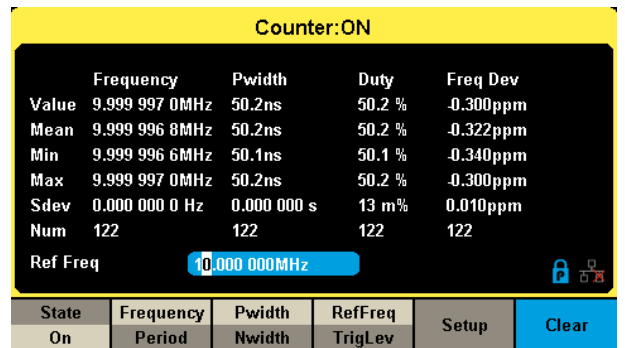 Counter:ON
Frequency Pwidth Duty Freq Dev
Value 9.999 997 0MHz 50.2ns 50.2 % -0.300ppm
Mean 9.999 996 8MHz 50.2ns 50.2 % -0.322ppm
Min 9.999 996 6MHz 50.1ns 50.1 % -0.340ppm
Max 9.999 997 0MHz 50.2ns 50.2 % -0.300ppm
Sdev 0.000 000 0 Hz 0.000 000 s 13 m% 0.010ppm
Num 122 122 122 122
Ref Freq 10.000 000MHz
State Frequency Pwidth RefFreq Setup Clear
On Period Nwidth TrigLev